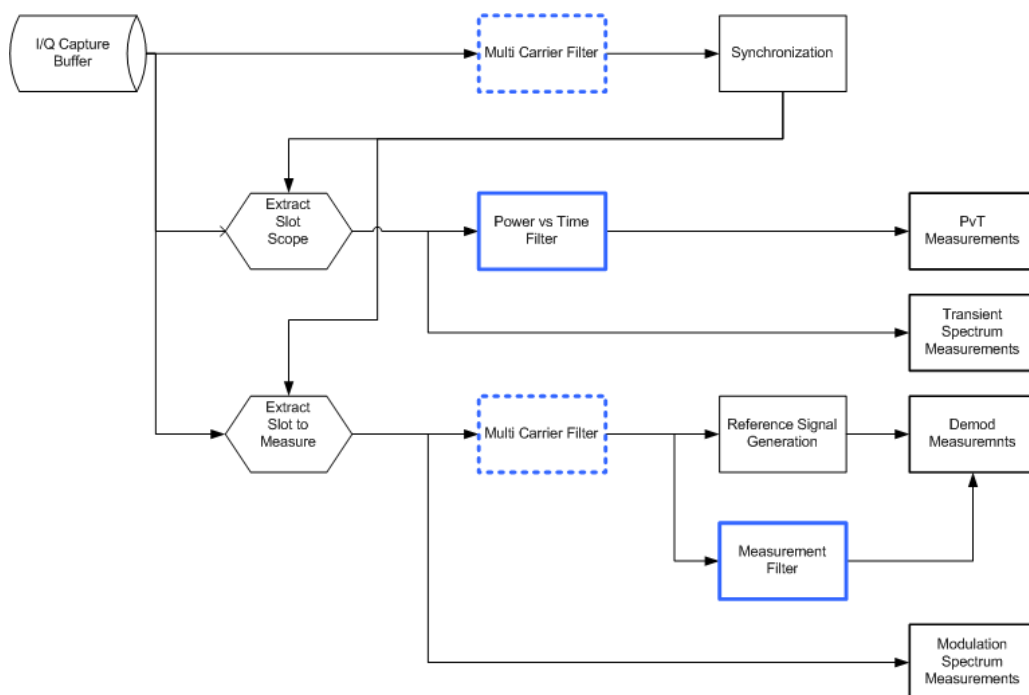 I/Q Capture
Buffer
Multi Carrier Filter
Synchronization
Extract
Slot
Scope
Power vs Time
Filter
PvT
Measurements
Transient
Spectrum
Measurements
Extract
Slot to
Measure
Multi Carrier Filter
Reference Signal
Generation
Demod
Measuremnts
Measurement
Filter
Modulation
Spectrum
Measurements